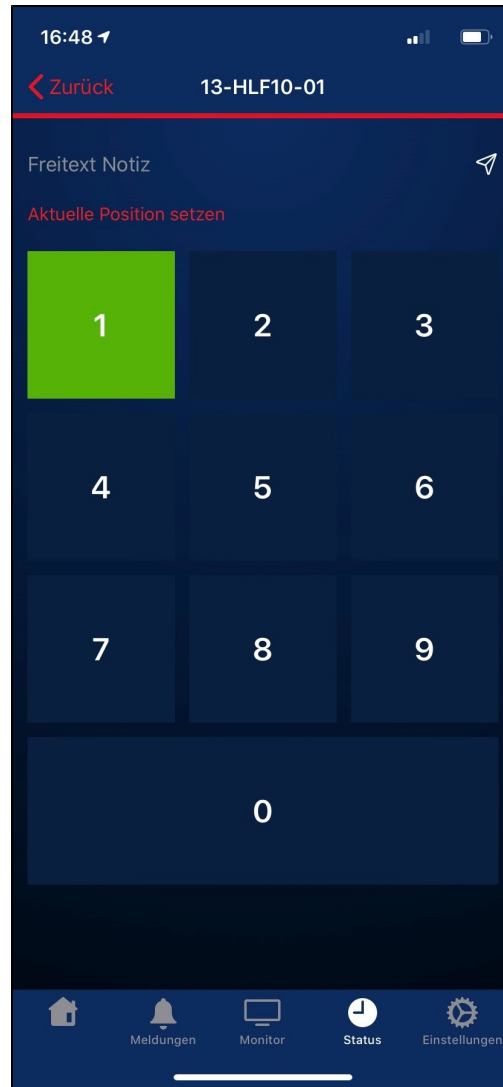 16:48
Zurück 13-HLF10-01
Freitext Notiz
Aktuelle Position setzen
1 2 3
4 5 6
7 8 9
0
Meldungen Monitor Status Einstellungen